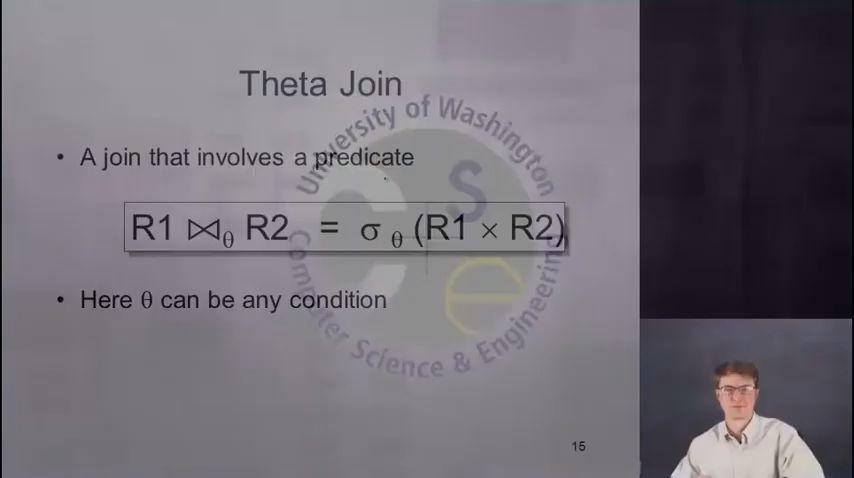 Theta Join
• A join that involves a predicate
R1 ⋈θ R2 = σ θ (R1 × R2)
• Here θ can be any condition
15
University of Washington
Computer Science & Engineering
C S e